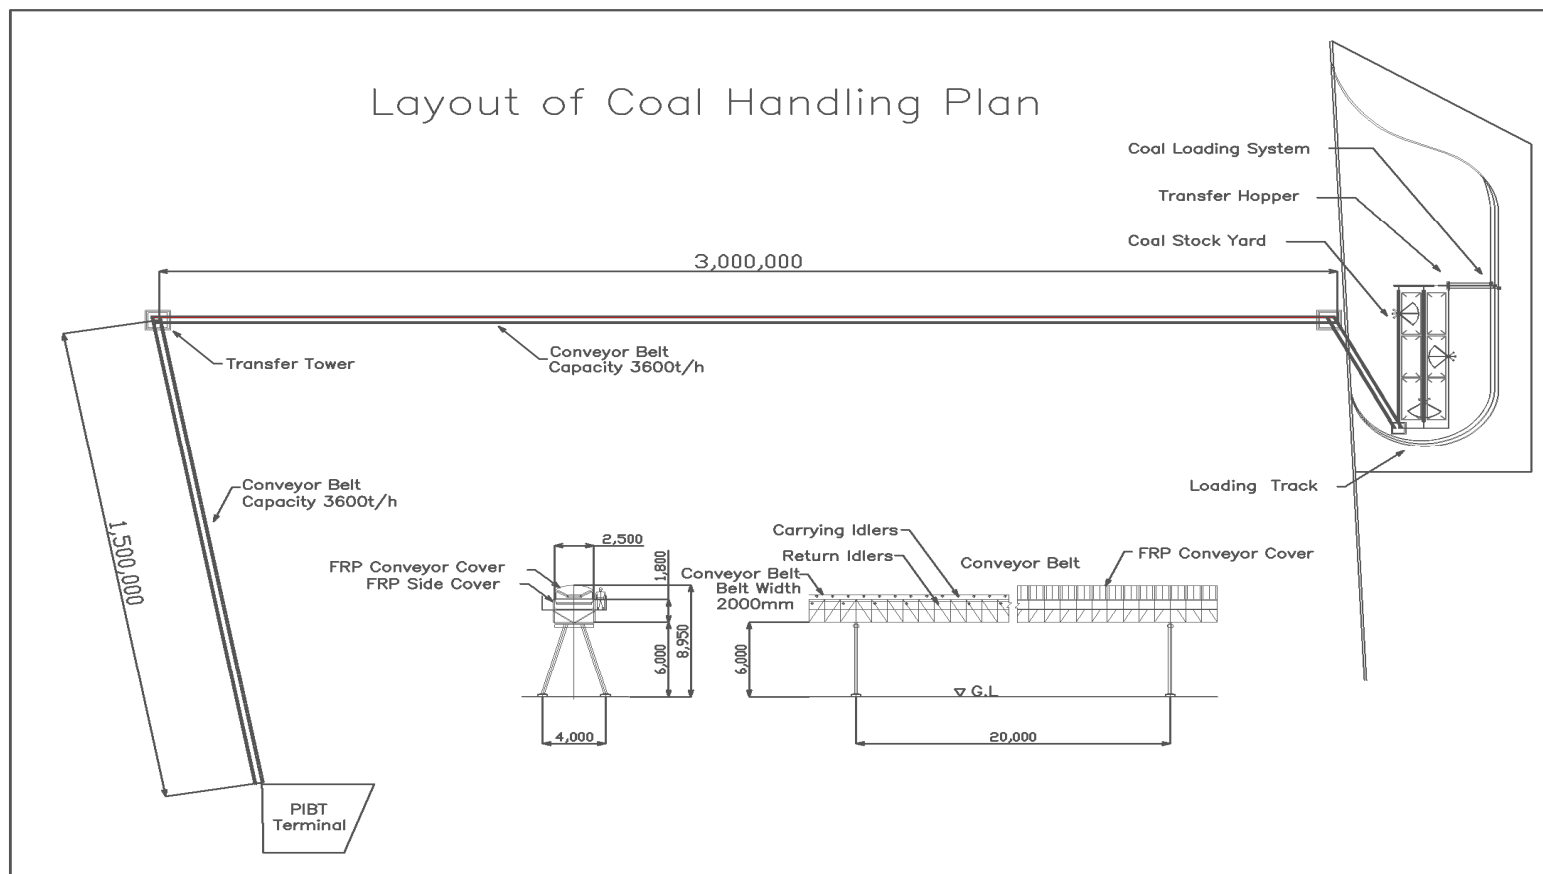 Layout of Coal Handling Plan
Coal Loading System
Transfer Hopper
Coal Stock Yard
3,000,000
Transfer Tower
Conveyor Belt
Capacity 3600t/h
Conveyor Belt
Capacity 3600t/h
1,500,000
Loading Track
PIBT
Terminal
2,500
FRP Conveyor Cover
FRP Side Cover
1,800
6,000
8,950
4,000
Carrying Idlers
Return Idlers
Conveyor Belt
Belt Width
2000mm
Conveyor Belt
FRP Conveyor Cover
6,000
G.L
20,000